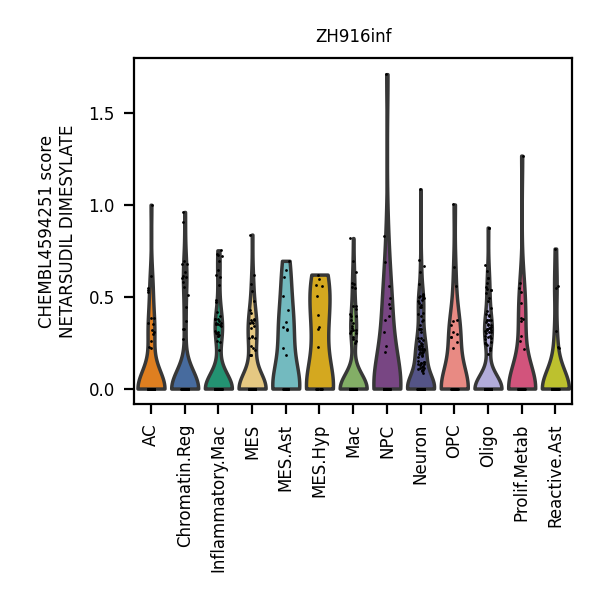 ZH916inf
CHEMBL4594251 score
NETARSUDIL DIMESYLATE
1.5
1.0
0.5
0.0
AC
Chromatin.Reg
Inflammatory.Mac
MES
MES.Ast
MES.Hyp
Mac
NPC
Neuron
OPC
Oligo
Prolif.Metab
Reactive.Ast